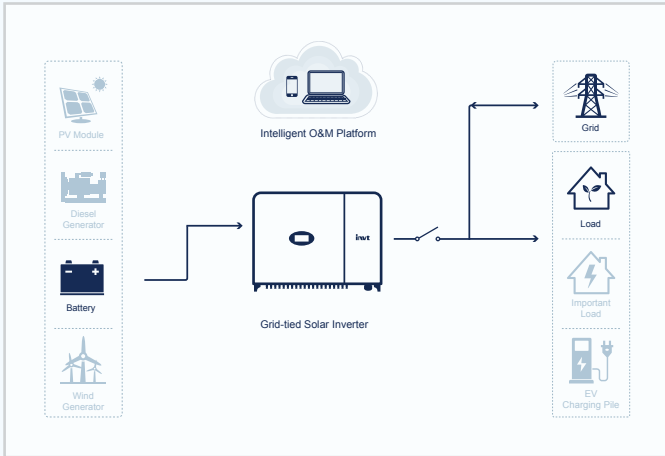 Intelligent O&M Platform
PV Module
Diesel
Generator
Battery
Wind
Generator
invt
Grid-tied Solar Inverter
Grid
Load
Important
Load
EV
Charging Pile